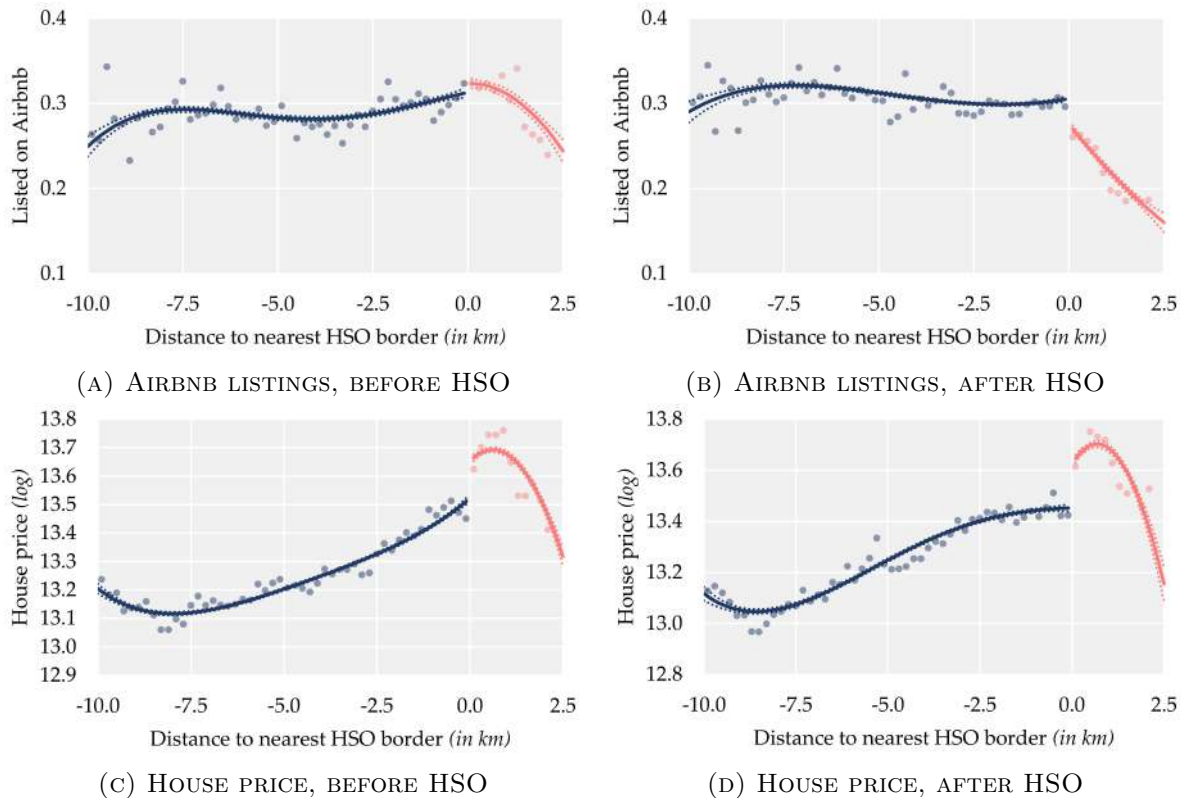 0.4
0.3
0.2
0.1
Listed on Airbnb
-10.0 -7.5 -5.0 -2.5 0.0 2.5
Distance to nearest HSO border (in km)
(A) AIRBNB LISTINGS, BEFORE HSO
0.4
0.3
0.2
0.1
Listed on Airbnb
-10.0 -7.5 -5.0 -2.5 0.0 2.5
Distance to nearest HSO border (in km)
(B) AIRBNB LISTINGS, AFTER HSO
13.8
13.7
13.6
13.5
13.4
13.3
13.2
13.1
13.0
12.9
House price (log)
-10.0 -7.5 -5.0 -2.5 0.0 2.5
Distance to nearest HSO border (in km)
(C) HOUSE PRICE, BEFORE HSO
13.8
13.6
13.4
13.2
13.0
12.8
House price (log)
-10.0 -7.5 -5.0 -2.5 0.0 2.5
Distance to nearest HSO border (in km)
(D) HOUSE PRICE, AFTER HSO